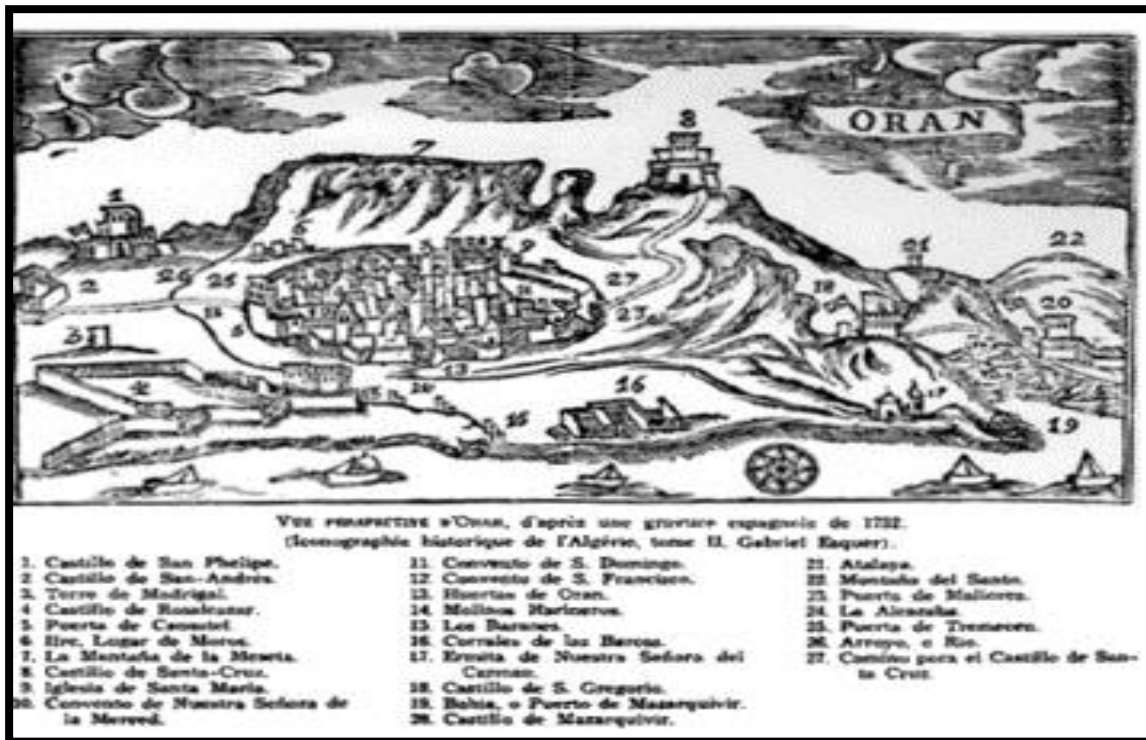 ORAN
VUE PERSPECTIVE D'ORAN, d'après une gravure espagnole de 1732.
(Iconographie historique de l'Algérie, tome II. Gabriel Esquer).
1. Castillo de San Phelipe.
2. Castillo de San-Andrés.
3. Torre de Madrigal.
4. Castillo de Rosalcazar.
5. Puerta de Canastel.
6. Lugar de Moros.
7. La Montaña de la Meseta.
8. Castillo de Santa-Cruz.
9. Iglesia de Santa Maria.
10. Convento de Nuestra Señora de
la Merced.
11. Convento de S. Domingo.
12. Convento de S. Francisco.
13. Huertas de Oran.
14. Molinos Harineros.
15. Los
16. Corrales de las Barcas.
17. Ermita de Nuestra Señora del
Carmen.
18. Castillo de S. Gregorio.
19. Bahia, o Puerto de Mazarquivir.
20. Castillo de Mazarquivir.
21. Atalaya.
22. Montaña del Santo.
23. Puerta de
24. La
25. Puerta de Tremecen.
26. Arroyo, o Rio.
27. Camino para el Castillo de San-
ta Cruz.